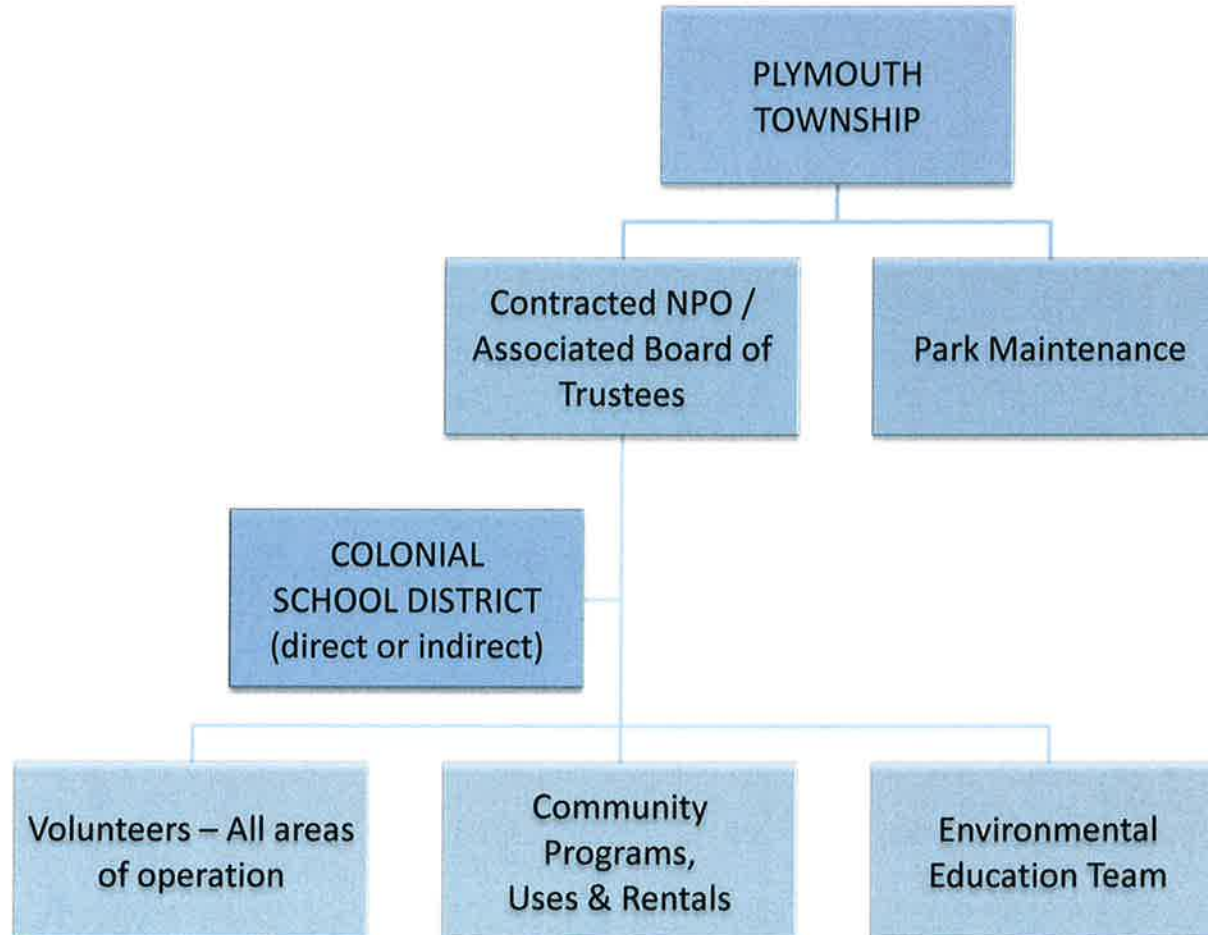 PLYMOUTH
TOWNSHIP
Contracted NPO /
Associated Board of
Trustees
Park Maintenance
COLONIAL
SCHOOL DISTRICT
(direct or indirect)
Volunteers – All areas
of operation
Community
Programs,
Uses & Rentals
Environmental
Education Team